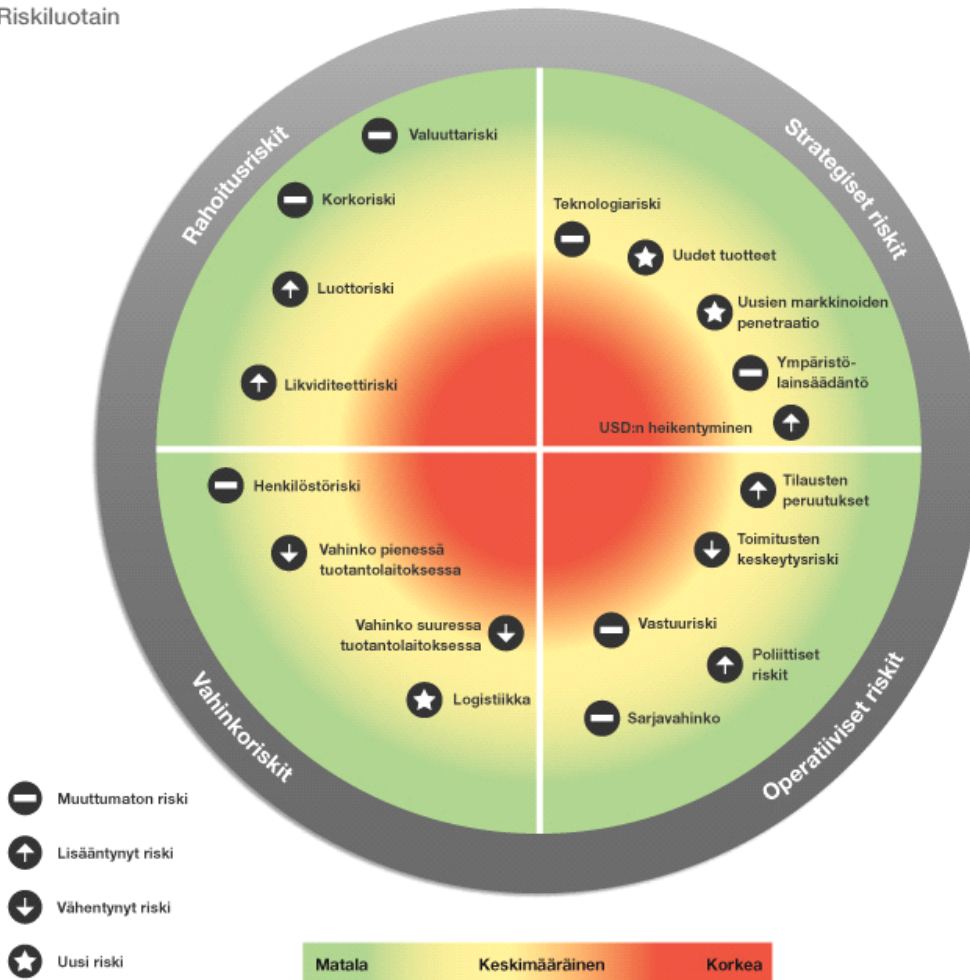 Riskiluotain
Rahoitusriskit
Valuuttariski
Korkoriski
Luottoriski
Likviditeettiriski
Strategiset riskit
Teknologiariski
Uudet tuotteet
Uusien markkinoiden
penetraatio
Ympäristö-
lainsäädäntö
USD:n heikentyminen
Vahinkoriskit
Henkilöstöriski
Vahinko pienessä
tuotantolaitoksessa
Vahinko suuressa
tuotantolaitoksessa
Logistiikka
Operatiiviset riskit
Tilausten
peruutukset
Toimitusten
keskeytysriski
Vastuuriski
Poliittiset
riskit
Sarjavahinko
Muuttumaton riski
Lisääntynyt riski
Vähentynyt riski
Uusi riski
Matala Keskimääräinen Korkea